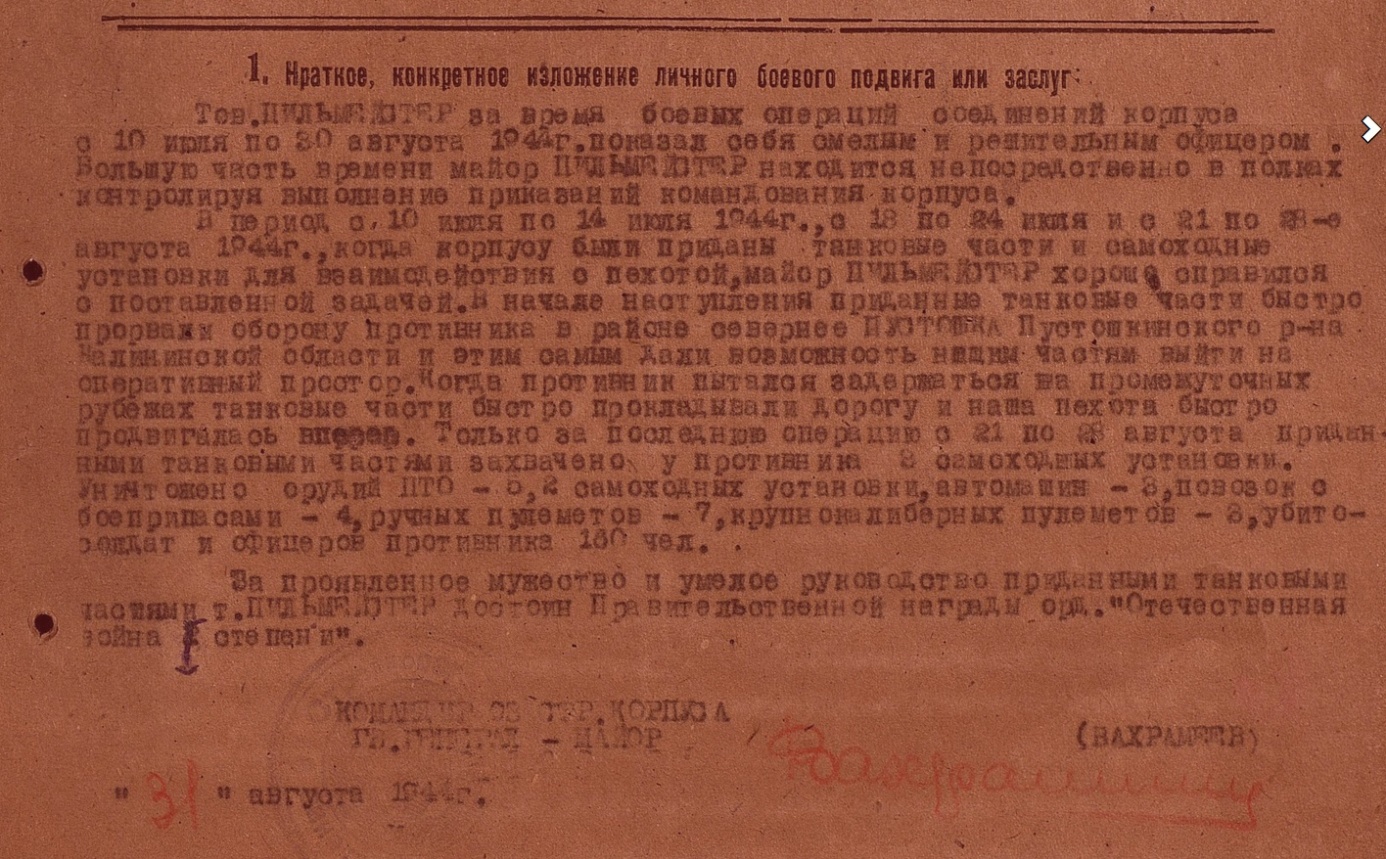 1. Краткое, конкретное изложение личного боевого подвига или заслуг:
Тов.ПИЛЬМЕЙСТЕР за время боевых операций соединений корпуса
с 10 июля по 30 августа 1944г.показал себя смелым и решительным офицером .
Большую часть времени майор ПИЛЬМЕЙСТЕР находится непосредственно в полках
контролируя выполнение приказаний командования корпуса.
В период с 10 июля по 14 июля 1944г.,с 18 по 24 июля и с 21 по 28-е
августа 1944г.,когда корпусу были приданы танковые части и самоходные
установки для взаимодействия с пехотой,майор ПИЛЬМЕЙСТЕР хорошо справился
с поставленной задачей.В начале наступления приданные танковые части быстро
прорвали оборону противника в районе севернее ПУСТОШКА Пустошкинского р-на
Калининской области и этим самым дали возможность нашим частям выйти на
оперативный простор.Когда противник пытался задержаться на промежуточных
рубежах танковые части быстро прокладывали дорогу и наша пехота быстро
продвигалась вперед. Только за последнюю операцию с 21 по 28 августа придан-
ными танковыми частями захвачено у противника самоходных установки.
Уничтожено орудий ПТО - 5,2 самоходных установки,автомашин - 3,повозок с
боеприпасами - 4,ручных пулеметов - 7,крупнокалиберных пулеметов - убито-
солдат и офицеров противника чел.
За проявленное мужество и умелое руководство приданными танковыми
частями т.ПИЛЬМЕЙСТЕР достоин Правительственной награды орд."Отечественная
война I степени".
КОМАНДИР 93 СТР.КОРПУСА
ГВ.ГЕНЕРАЛ - МАЙОР (ВАХРАМЕЕВ)
"31" августа 1944г.